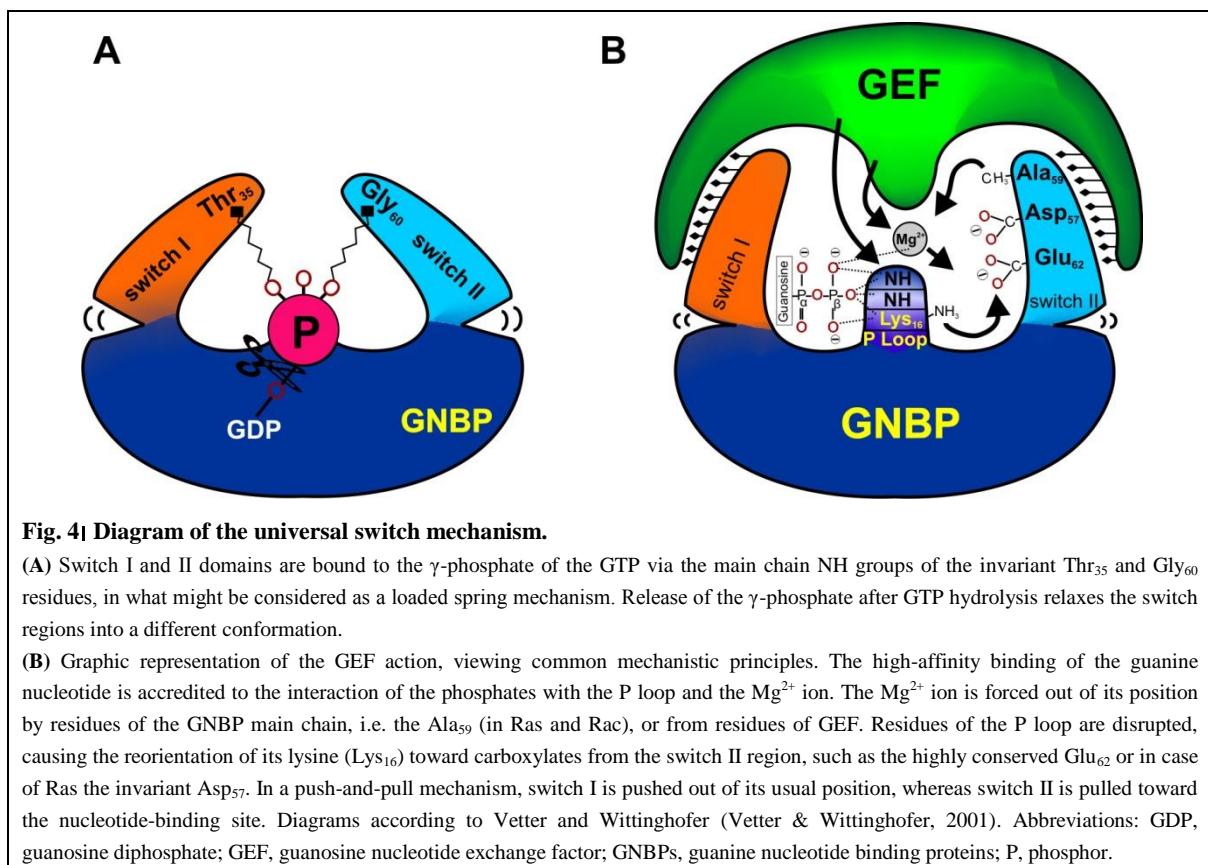 A
B
Thr35
Gly60
switch I
switch II
P
GDP
GNBP
GEF
CH3
Ala59
Asp57
Glu62
switch II
switch I
Mg2+
Guanosine
O O
P O P O
α β
O O
C
O
O
C
O
O
NH
NH
Lys16
NH3
P Loop
GNBP
Fig. 4| Diagram of the universal switch mechanism.
(A) Switch I and II domains are bound to the γ-phosphate of the GTP via the main chain NH groups of the invariant Thr35 and Gly60
residues, in what might be considered as a loaded spring mechanism. Release of the γ-phosphate after GTP hydrolysis relaxes the switch
regions into a different conformation.
(B) Graphic representation of the GEF action, viewing common mechanistic principles. The high-affinity binding of the guanine
nucleotide is accredited to the interaction of the phosphates with the P loop and the Mg2+ ion. The Mg2+ ion is forced out of its position
by residues of the GNBP main chain, i.e. the Ala59 (in Ras and Rac), or from residues of GEF. Residues of the P loop are disrupted,
causing the reorientation of its lysine (Lys16) toward carboxylates from the switch II region, such as the highly conserved Glu62 or in case
of Ras the invariant Asp57. In a push-and-pull mechanism, switch I is pushed out of its usual position, whereas switch II is pulled toward
the nucleotide-binding site. Diagrams according to Vetter and Wittinghofer (Vetter & Wittinghofer, 2001). Abbreviations: GDP,
guanosine diphosphate; GEF, guanosine nucleotide exchange factor; GNBPs, guanine nucleotide binding proteins; P, phosphor.